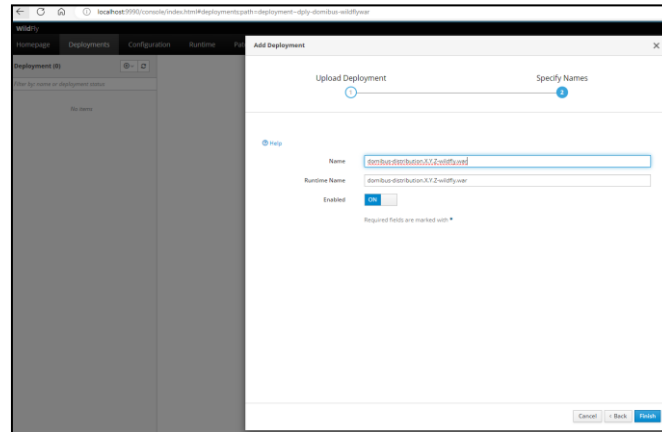 localhost:9990/console/index.html#deployments;path=deployment~dply-domibus-wildflywar
WildFly
Homepage Deployments Configuration Runtime
Deployment (0)
Filter by: name or deployment status
No items
Add Deployment
Upload Deployment
Specify Names
1
2
Help
Name domibus-distribution.X.Y.Z-wildfly.war
Runtime Name domibus-distribution.X.Y.Z-wildfly.war
Enabled ON
Required fields are marked with *
Cancel < Back Finish